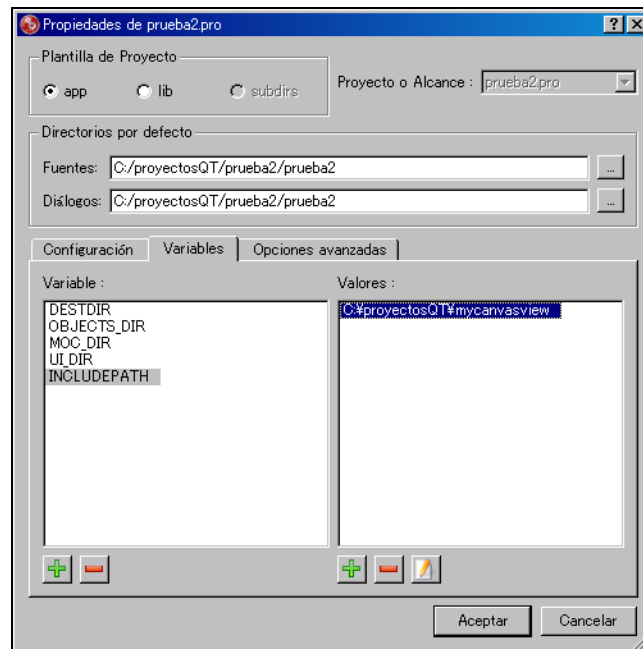 Propiedades de prueba2.pro
Plantilla de Proyecto
app
lib
subdirs
Proyecto o Alcance :
prueba2.pro
Directorios por defecto
Fuentes:
C:/proyectosQT/prueba2/prueba2
...
Diálogos:
C:/proyectosQT/prueba2/prueba2
...
Configuración
Variables
Opciones avanzadas
Variable :
Valores :
DESTDIR
OBJECTS_DIR
MOC_DIR
UI_DIR
INCLUDEPATH
C:¥proyectosQT¥mycanvasview
Aceptar
Cancelar